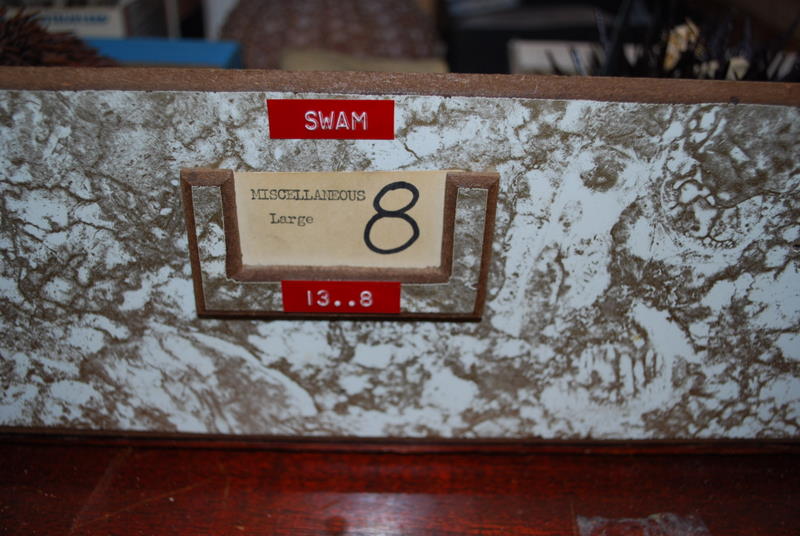 SWAM
MISCELLANEOUS
Large
8
13..8